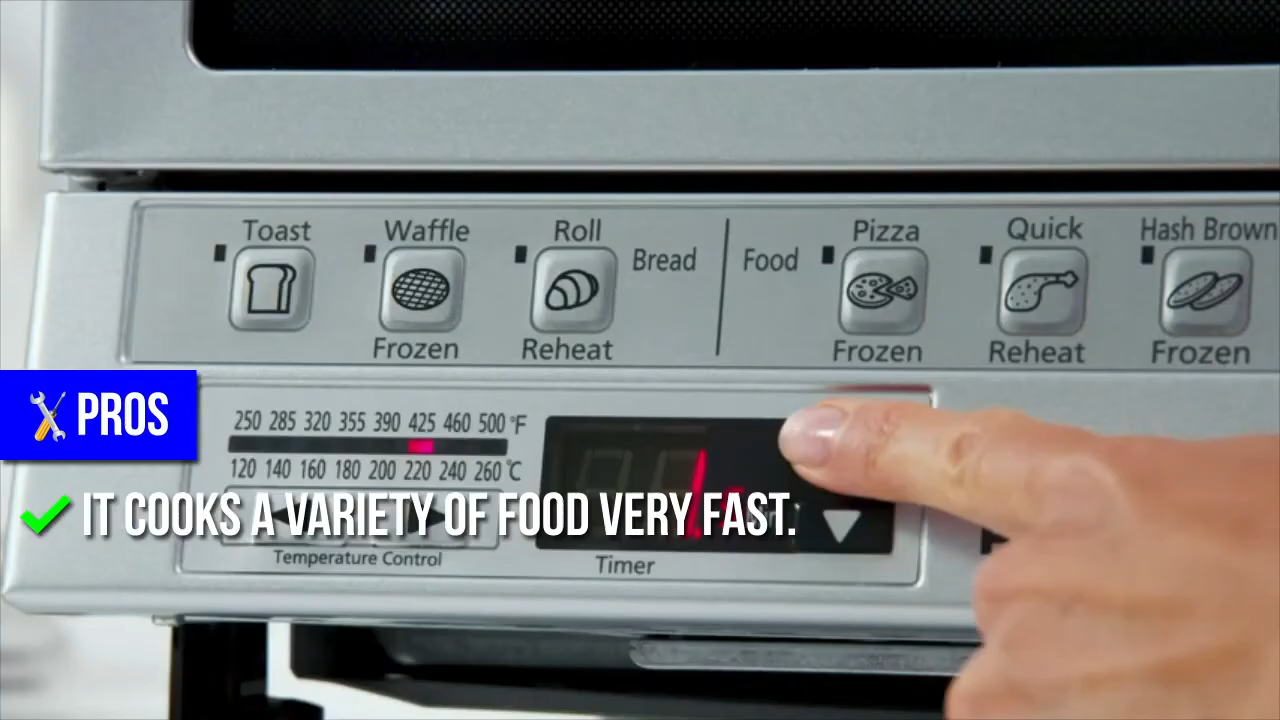 Toast Waffle Roll Pizza Quick Hash Brown
Bread Food
Frozen Reheat Frozen Reheat Frozen
PROS
250 285 320 355 390 425 460 500 °F
120 140 160 180 200 220 240 260 °C
IT COOKS A VARIETY OF FOOD VERY FAST.
Temperature Control
Timer